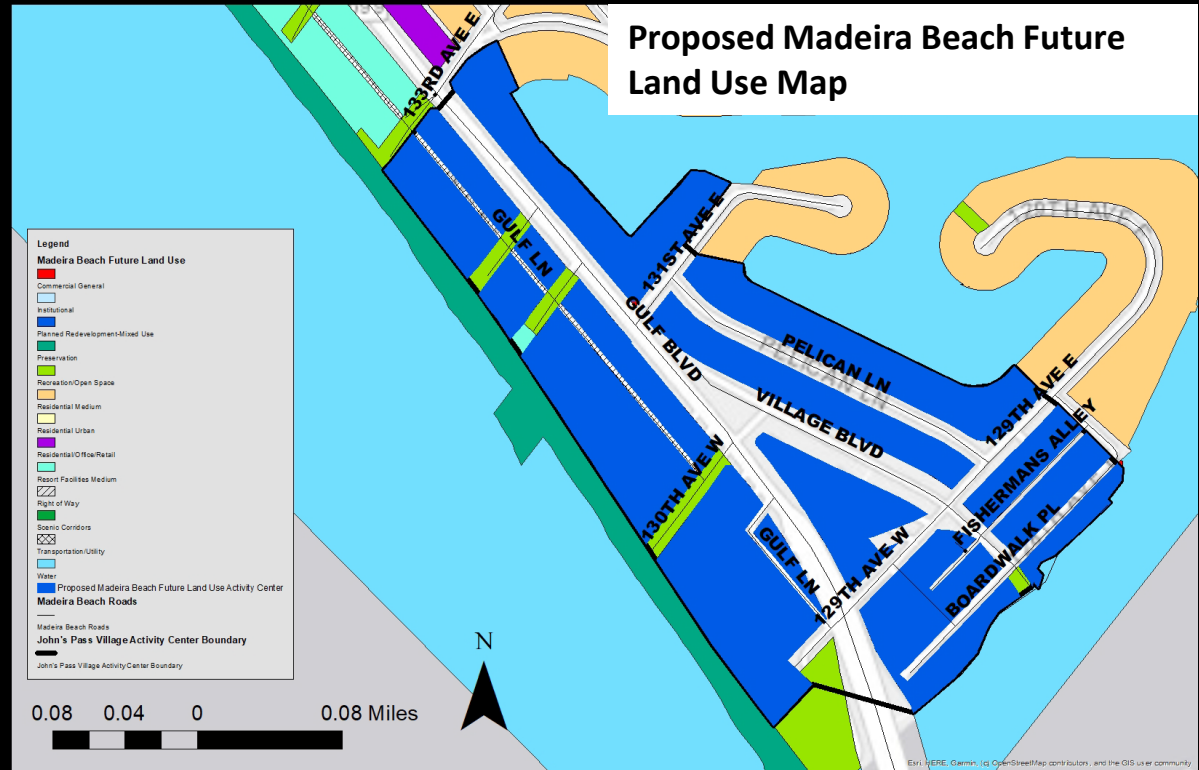 Proposed Madeira Beach Future
Land Use Map
133RD AVE E
GULF LN
131ST AVE E
GULF BLVD
PELICAN LN
PELICAN LN
VILLAGE BLVD
129TH AVE E
129TH AVE E
FISHERMANS ALLEY
BOARDWALK PL
130TH AVE W
GULF LN
129TH AVE W
Legend
Madeira Beach Future Land Use
Commercial General
Institutional
Planned Redevelopment-Mixed Use
Preservation
Recreation/Open Space
Residential Medium
Residential Urban
Residential/Office/Retail
Resort Facilities Medium
Right of Way
Scenic Corridors
Transportation/Utility
Water
Proposed Madeira Beach Future Land Use Activity Center
Madeira Beach Roads
Madeira Beach Roads
John's Pass Village Activity Center Boundary
John's Pass Village Activity Center Boundary
N
0.08 0.04 0 0.08 Miles
Esri, HERE, Garmin, (c) OpenStreetMap contributors, and the GIS user community